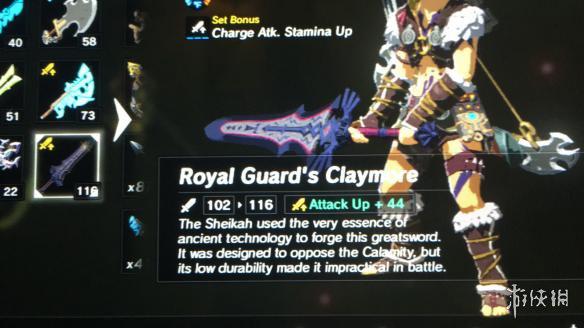 Set Bonus
Charge Atk. Stamina Up
40
58
51
73
22
116
x8
x4
Royal Guard's Claymore
102 116 Attack Up + 44
The Sheikah used the very essence of
ancient technology to forge this greatsword.
It was designed to oppose the Calamity, but
its low durability made it impractical in battle.
游侠网